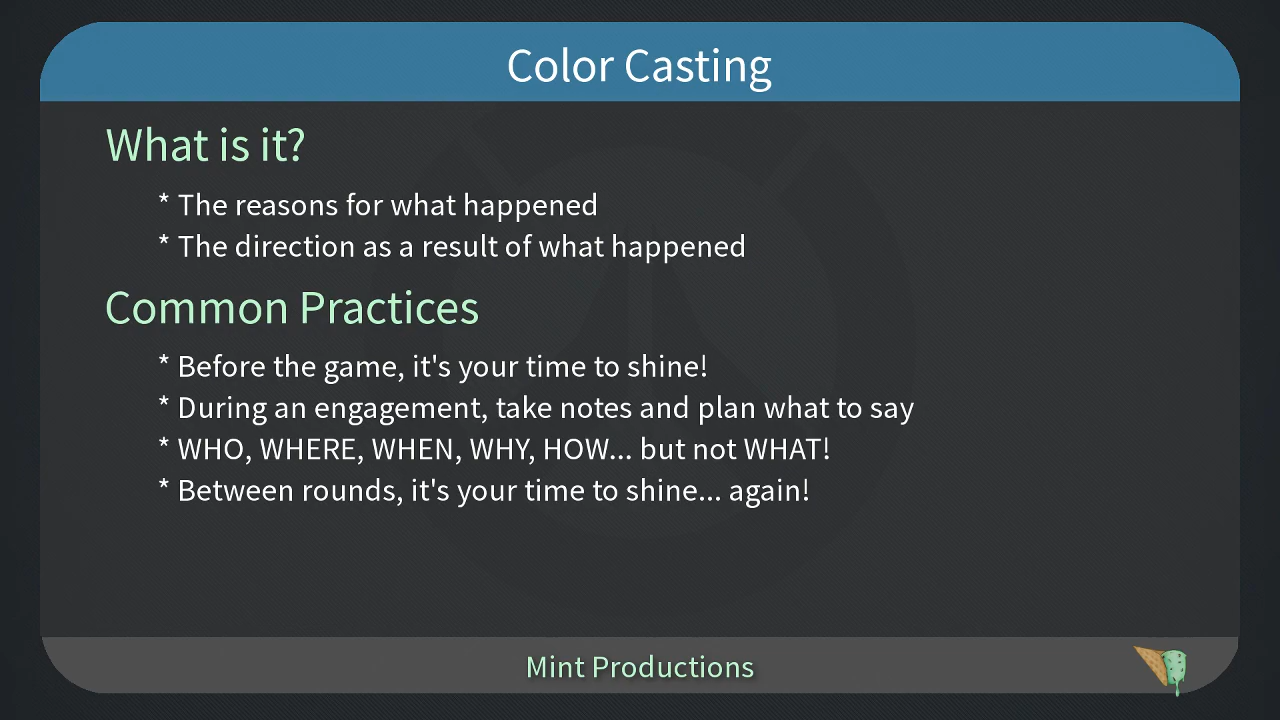 Color Casting
What is it?
* The reasons for what happened
* The direction as a result of what happened
Common Practices
* Before the game, it's your time to shine!
* During an engagement, take notes and plan what to say
* WHO, WHERE, WHEN, WHY, HOW... but not WHAT!
* Between rounds, it's your time to shine... again!
Mint Productions